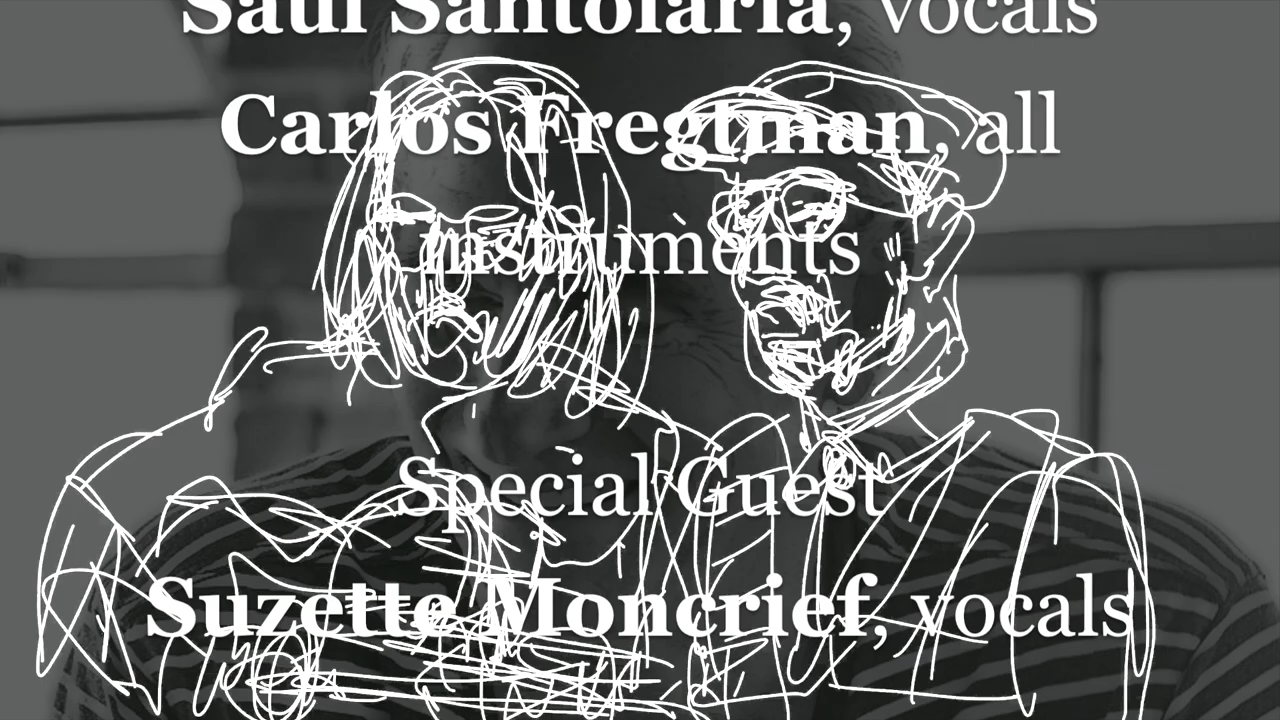 Saul Santolaria, vocals
Carlos Fregtman, all
instruments
Special Guest
Suzette Moncrief, vocals